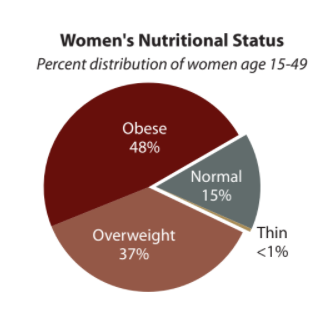 Women's Nutritional Status
Percent distribution of women age 15-49
Obese
48%
Normal
15%
Thin
<1%
Overweight
37%